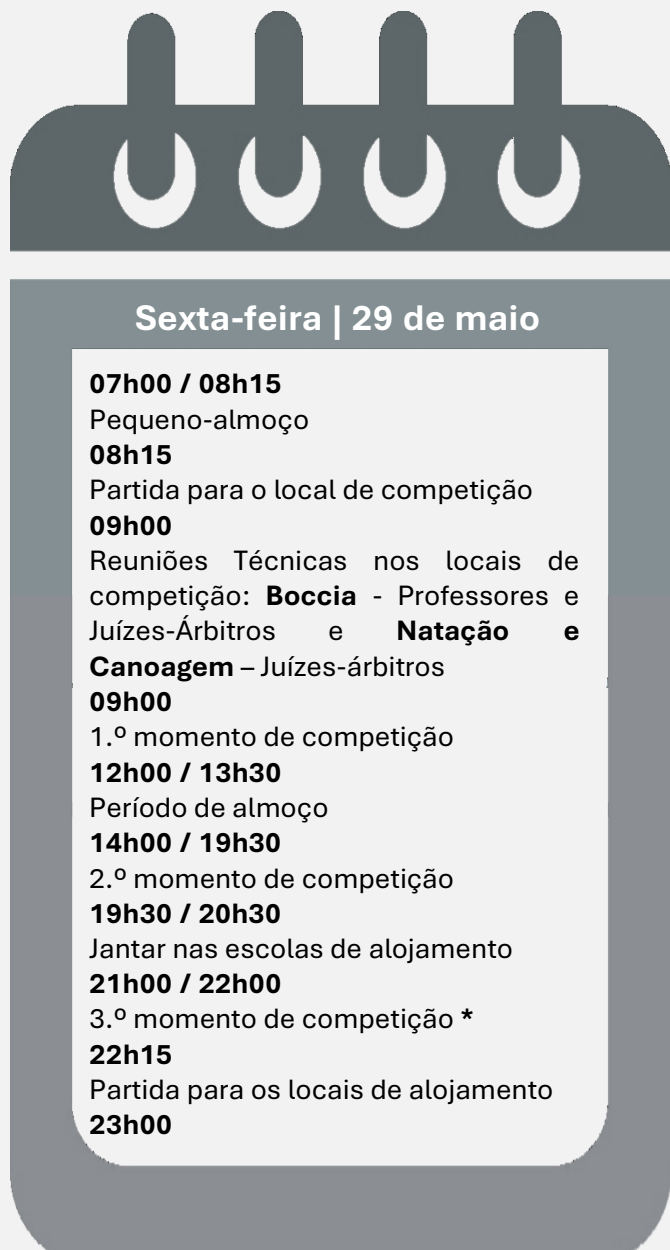 Sexta-feira | 29 de maio
07h00 / 08h15
Pequeno-almoço
08h15
Partida para o local de competição
09h00
Reuniões Técnicas nos locais de
competição: Boccia - Professores e
Juízes-Árbitros e Natação e
Canoagem – Juízes-árbitros
09h00
1.º momento de competição
12h00 / 13h30
Período de almoço
14h00 / 19h30
2.º momento de competição
19h30 / 20h30
Jantar nas escolas de alojamento
21h00 / 22h00
3.º momento de competição *
22h15
Partida para os locais de alojamento
23h00